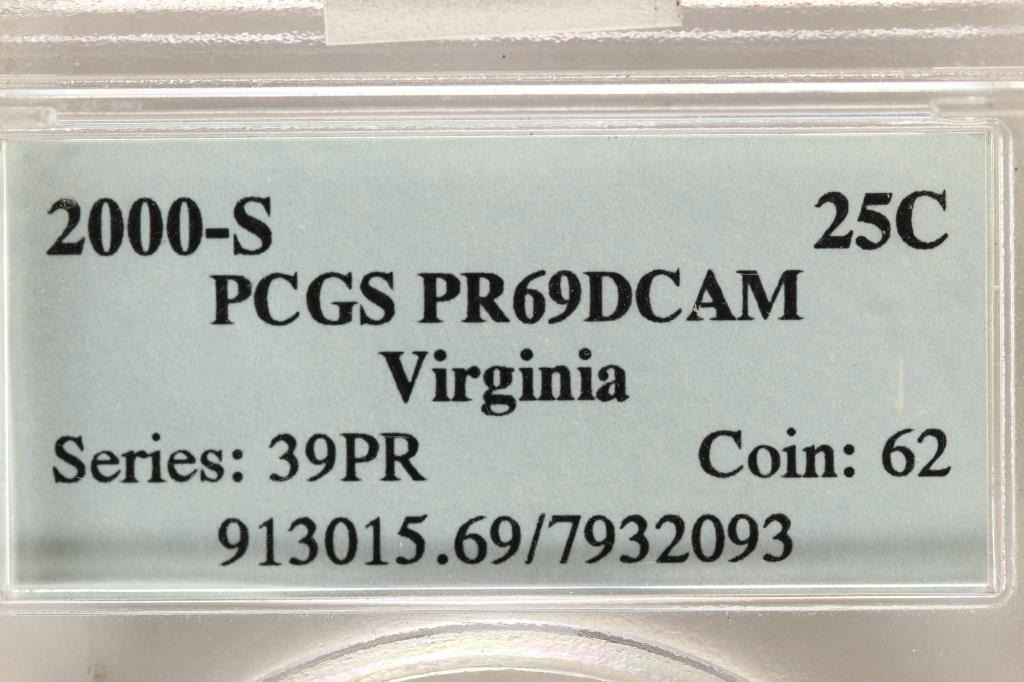 2000-S 25C
PCGS PR69DCAM
Virginia
Series: 39PR Coin: 62
913015.69/7932093